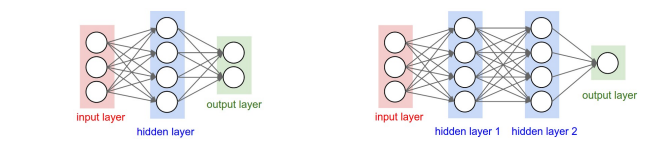 input layer
hidden layer
output layer
input layer
hidden layer 1
hidden layer 2
output layer